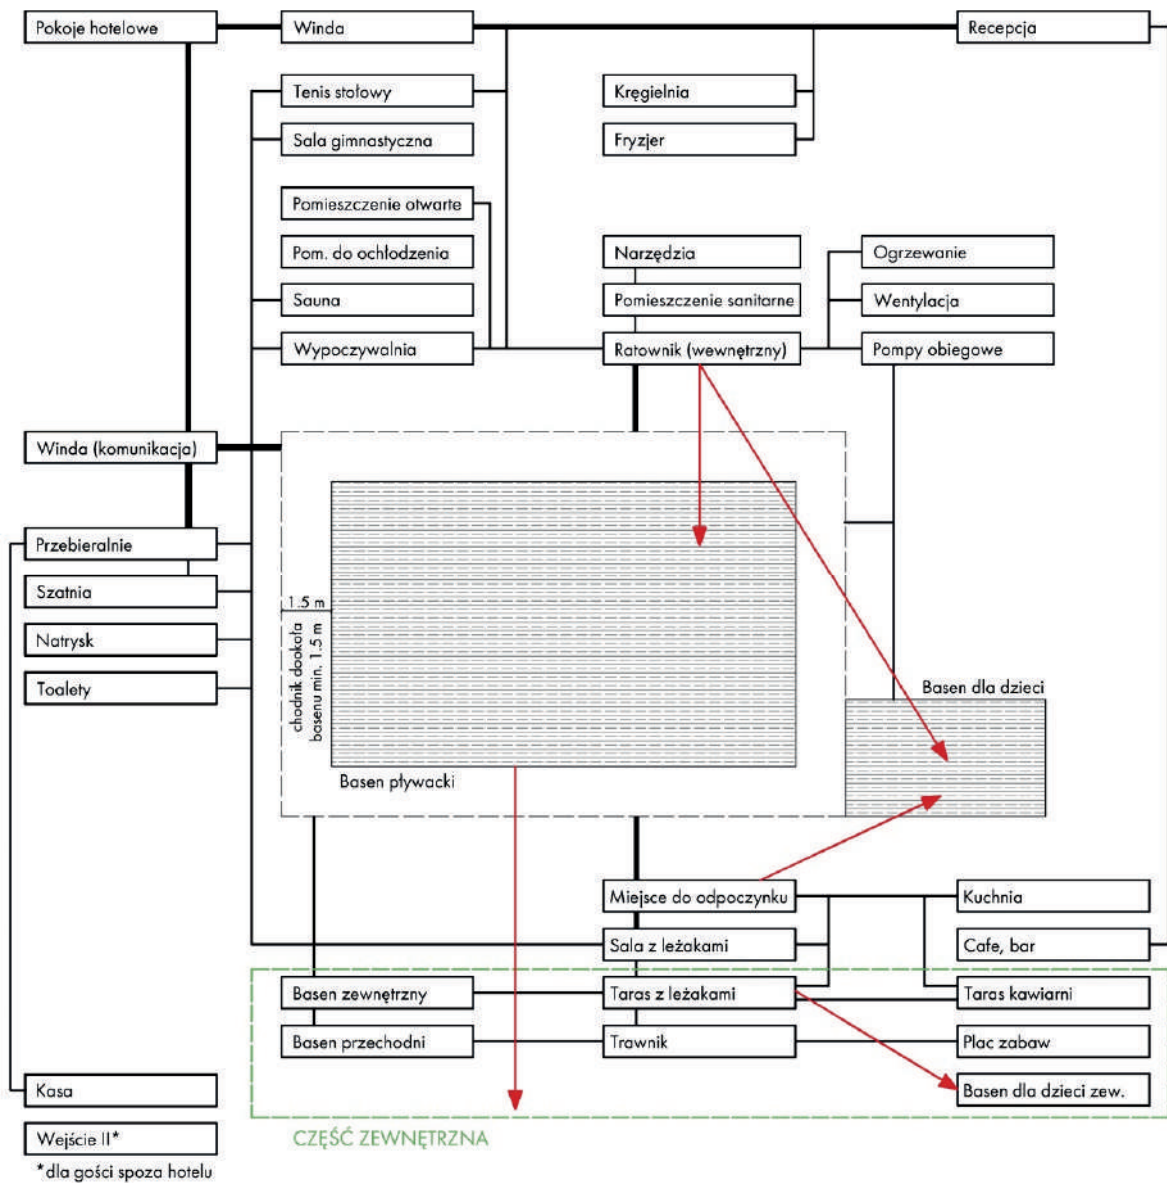 Pokoje hotelowe
Winda
Recepcja
Tenis stołowy
Kręgielnia
Sala gimnastyczna
Fryzjer
Pomieszczenie otwarte
Pom. do ochłodzenia
Narzędzia
Ogrzewanie
Sauna
Pomieszczenie sanitarne
Wentylacja
Wypoczywalnia
Ratownik (wewnętrzny)
Pompy obiegowe
Winda (komunikacja)
Przebieralnie
Szatnia
Natrysk
Toalety
1.5 m
chodnik dookoła
basenu min. 1.5 m
Basen pływacki
Basen dla dzieci
Miejsce do odpoczynku
Kuchnia
Sala z leżakami
Cafe, bar
Basen zewnętrzny
Taras z leżakami
Taras kawiarni
Basen przechodni
Trawnik
Plac zabaw
Basen dla dzieci zew.
Kasa
Wejście II*
*dla gości spoza hotelu
CZĘŚĆ ZEWNĘTRZNA